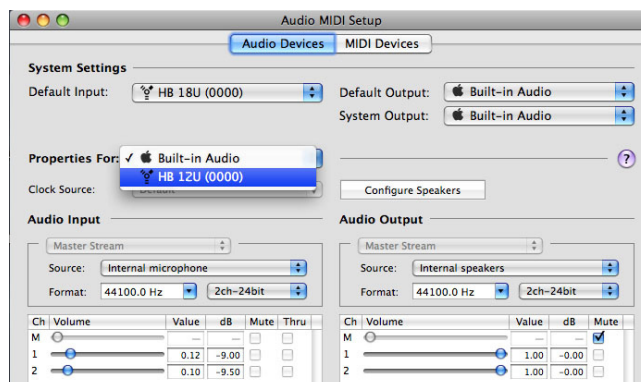 Audio MIDI Setup
Audio Devices MIDI Devices
System Settings
Default Input: HB 18U (0000) Default Output: Built-in Audio
System Output: Built-in Audio
Properties For: ✓ Built-in Audio
HB 12U (0000)
Clock Source: Default Configure Speakers
Audio Input Audio Output
Master Stream Master Stream
Source: Internal microphone Source: Internal speakers
Format: 44100.0 Hz 2ch-24bit Format: 44100.0 Hz 2ch-24bit
Ch Volume Value dB Mute Thru Ch Volume Value dB Mute
M — — M — —
1 0.12 -9.00 1 1.00 -0.00
2 0.10 -9.50 2 1.00 -0.00